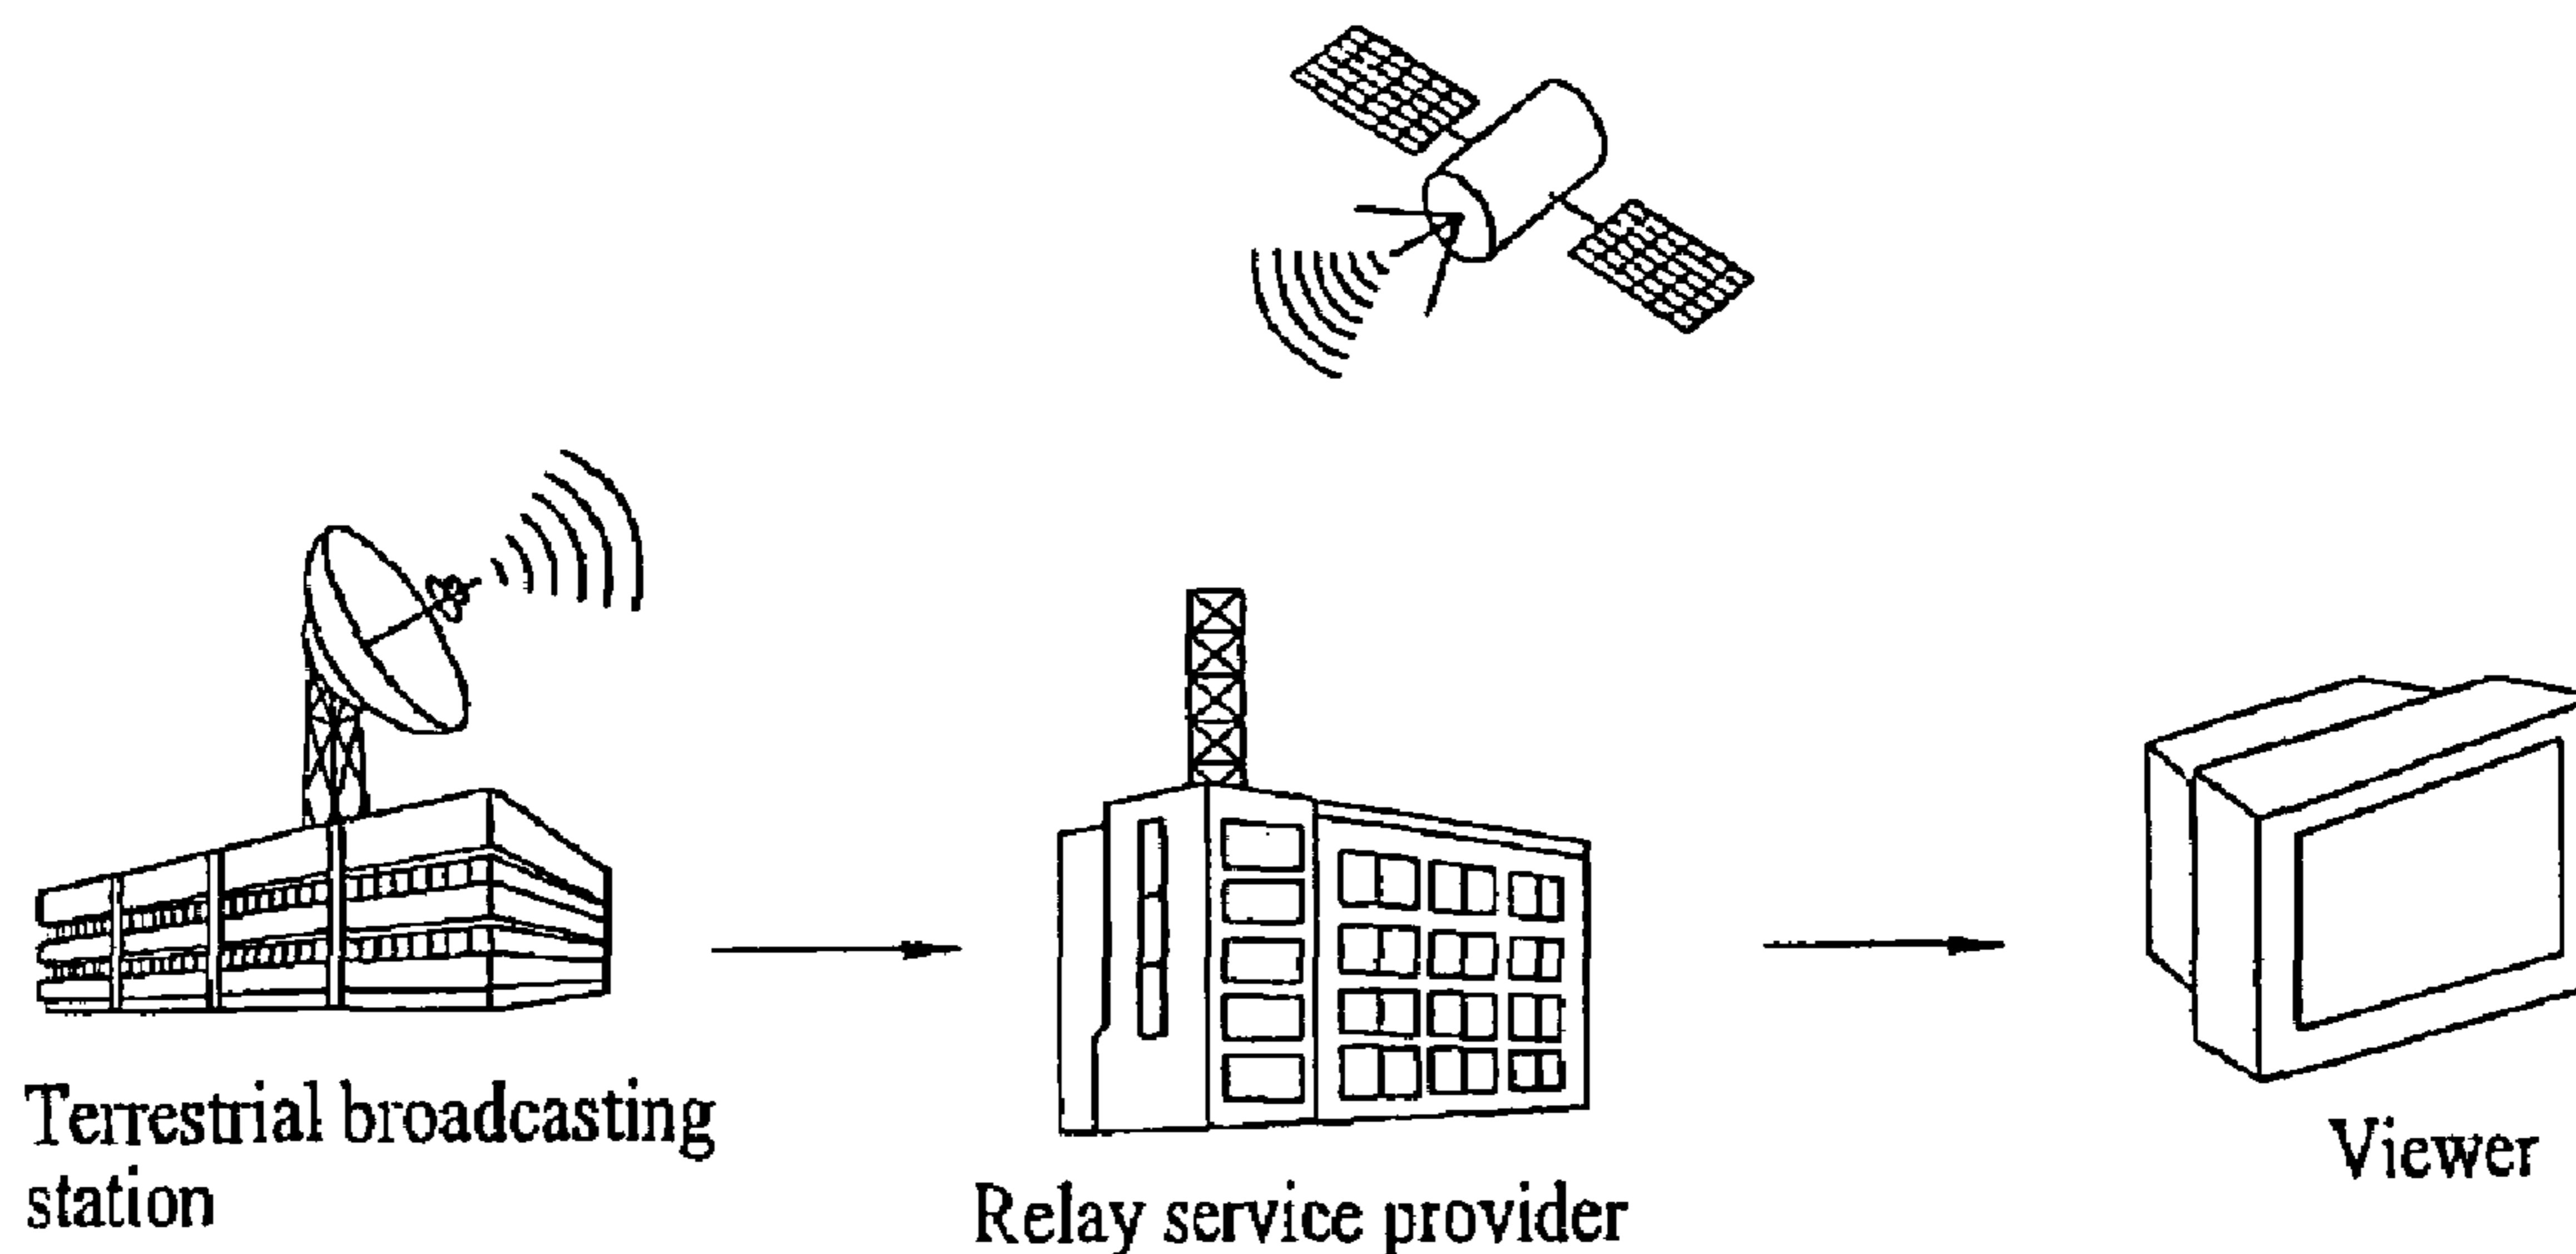 Terrestrial broadcasting
station
Relay service provider
Viewer